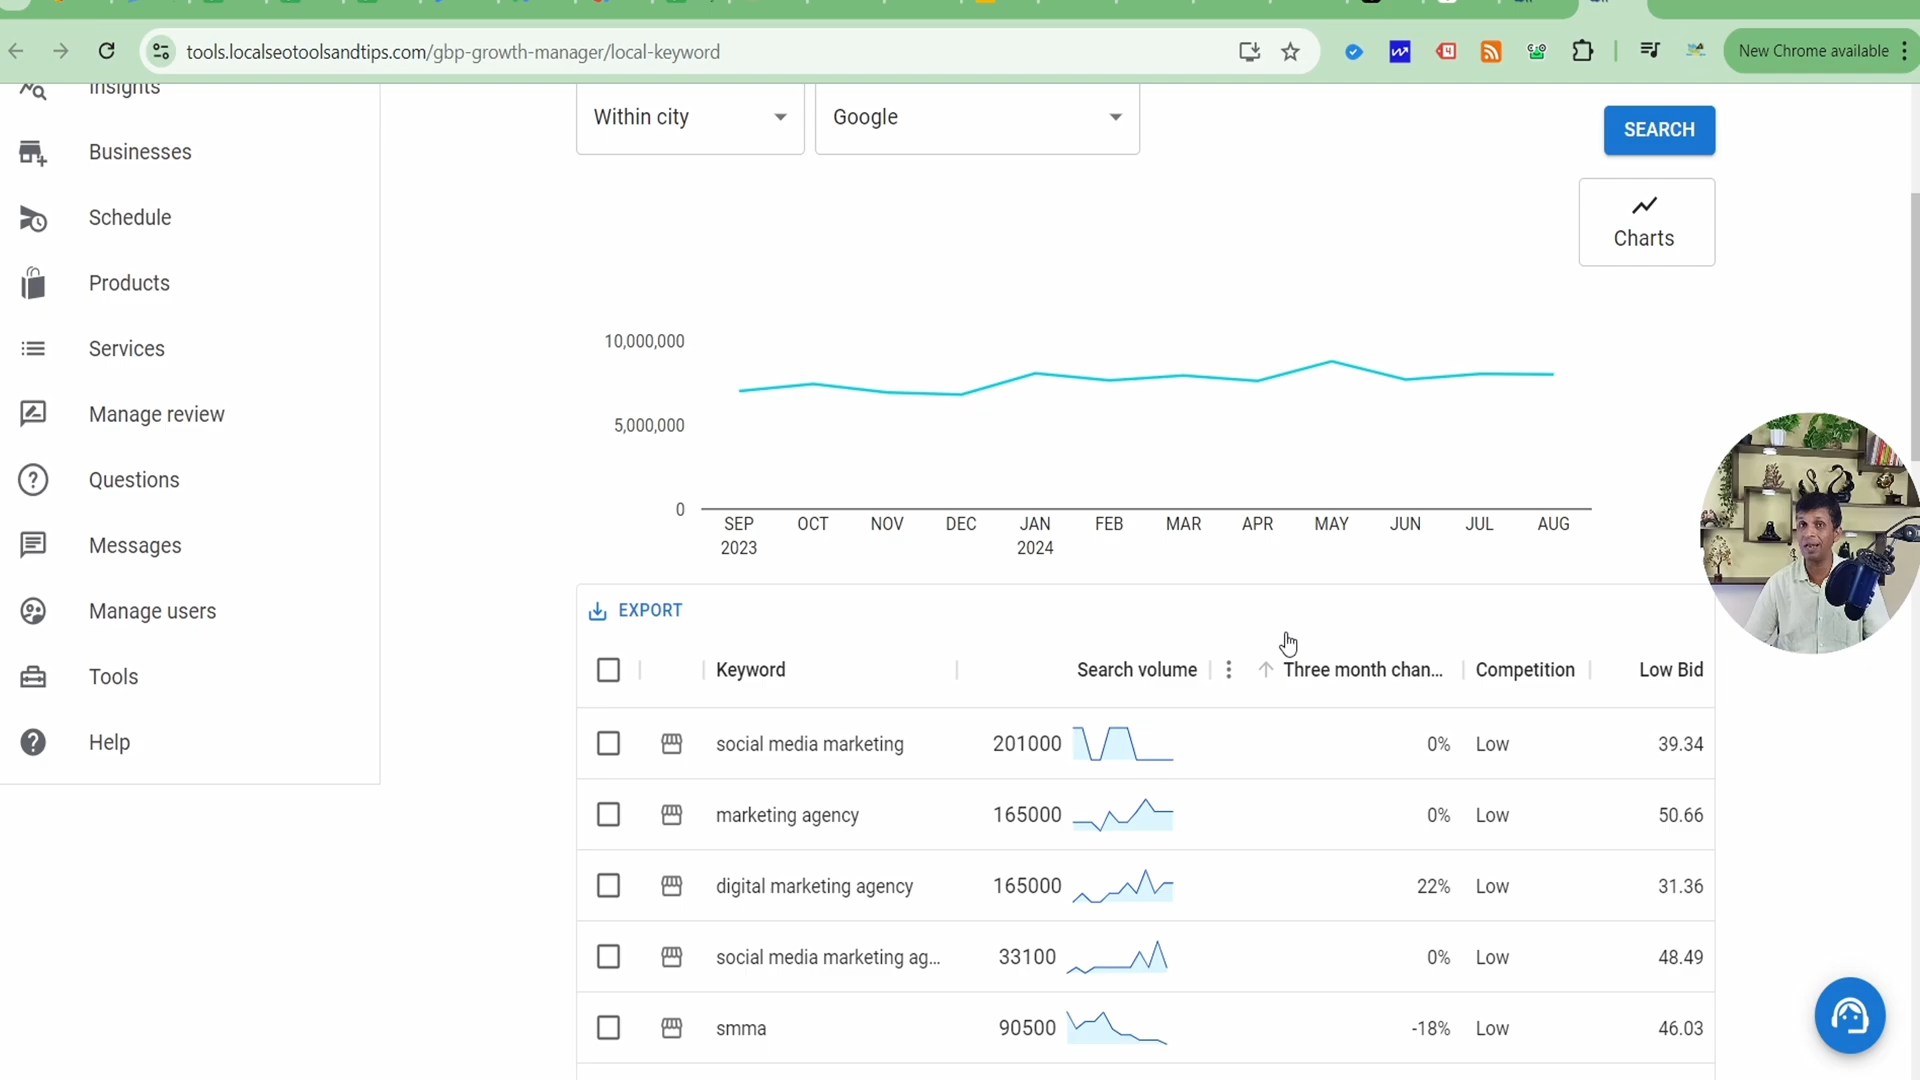 tools.localseotoolsandtips.com/gbp-growth-manager/local-keyword
New Chrome available
Insights
Businesses
Schedule
Products
Services
Manage review
Questions
Messages
Manage users
Tools
Help
Within city
Google
SEARCH
Charts
10,000,000
5,000,000
0
SEP OCT NOV DEC JAN FEB MAR APR MAY JUN JUL AUG
2023 2024
EXPORT
Keyword Search volume Three month chan... Competition Low Bid
social media marketing 201000 0% Low 39.34
marketing agency 165000 0% Low 50.66
digital marketing agency 165000 22% Low 31.36
social media marketing ag... 33100 0% Low 48.49
smma 90500 -18% Low 46.03